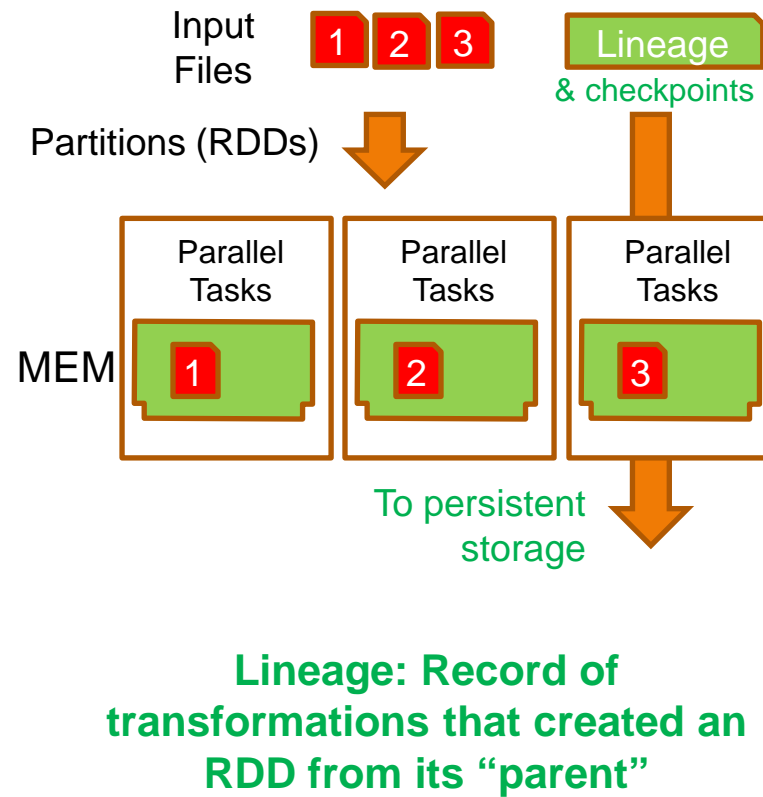 Input
Files
1
2
3
Lineage
& checkpoints
Partitions (RDDs)
Parallel
Tasks
Parallel
Tasks
Parallel
Tasks
MEM
1
2
3
To persistent
storage
Lineage: Record of
transformations that created an
RDD from its “parent”